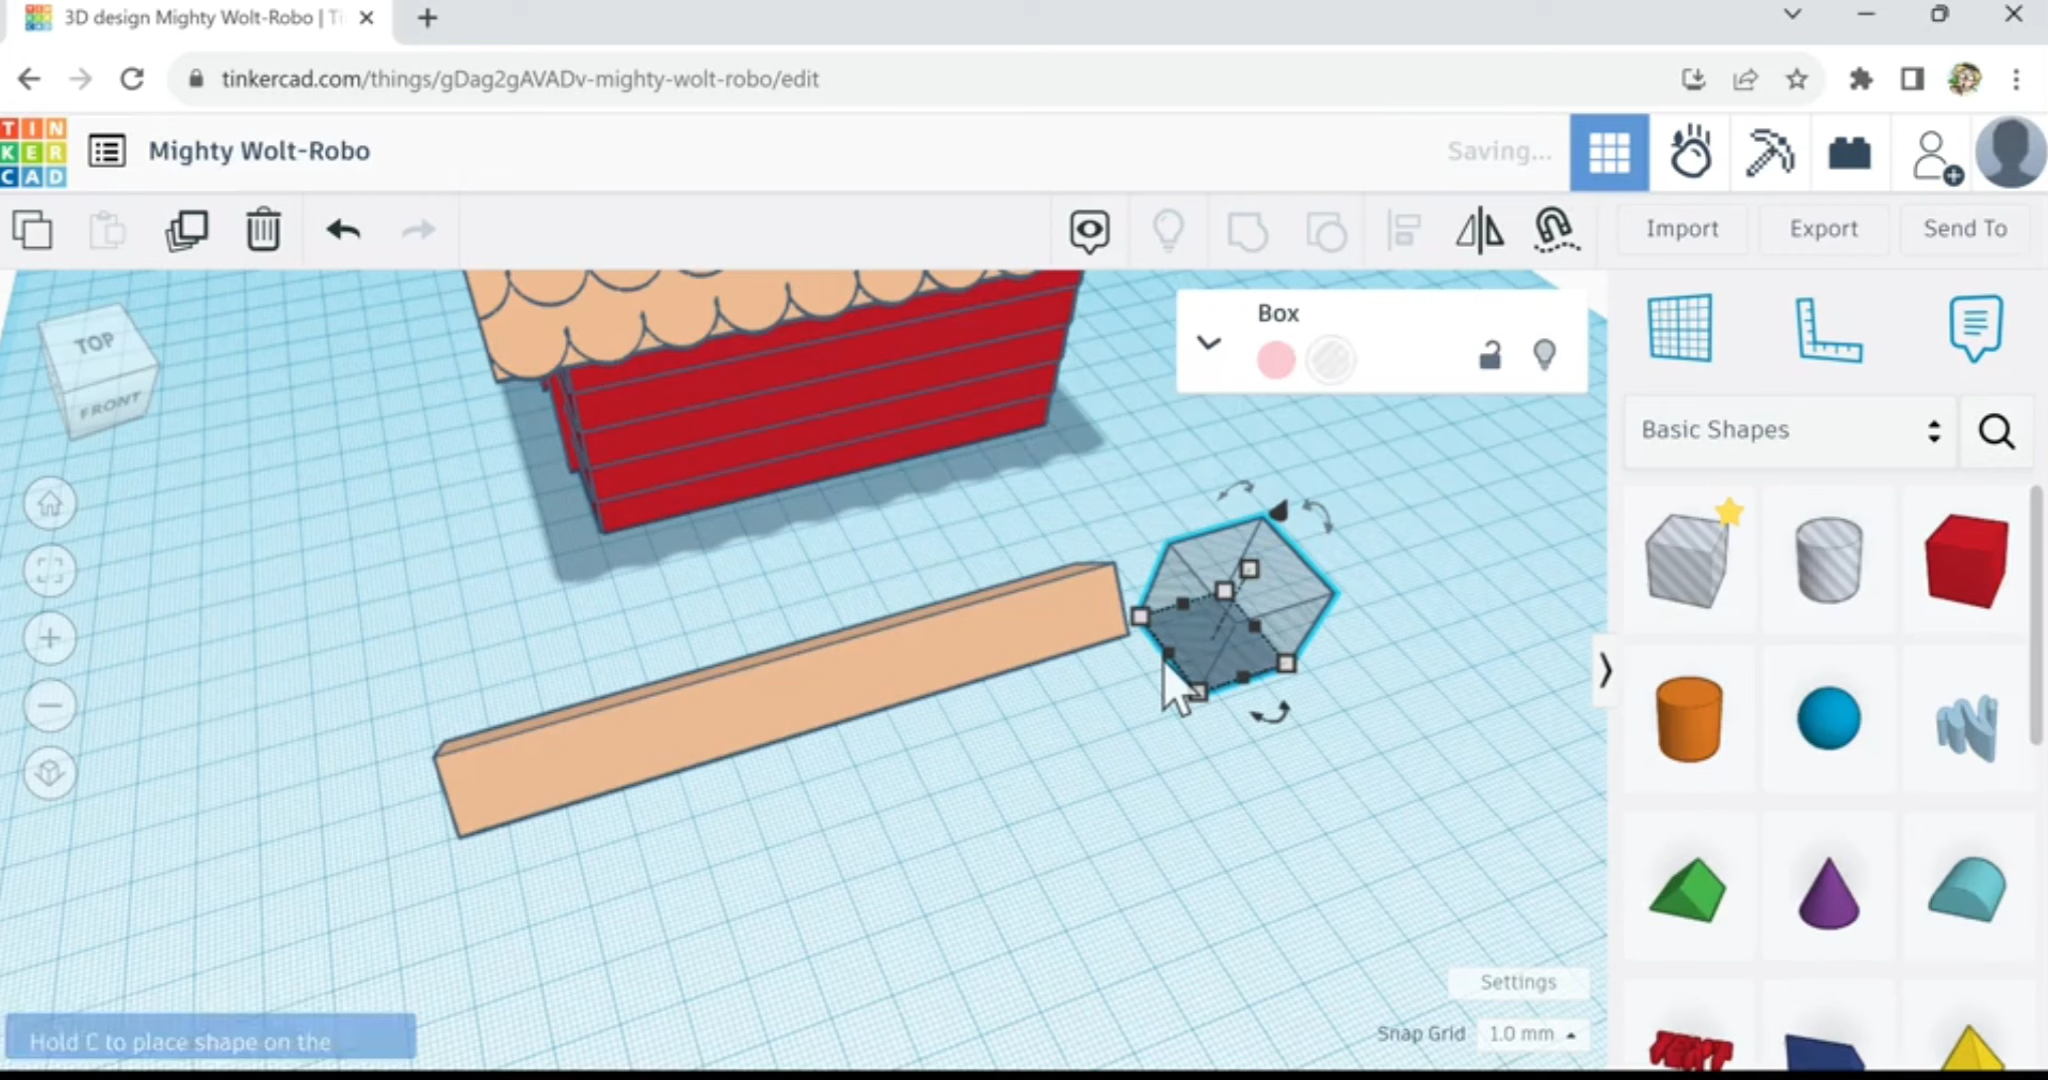 3D design Mighty Wolt-Robo | Ti
tinkercad.com/things/gDag2gAVADv-mighty-wolt-robo/edit
TIN
KER
CAD
Mighty Wolt-Robo
Saving...
Import
Export
Send To
TOP
FRONT
Box
Basic Shapes
Settings
Snap Grid
1.0 mm
Hold C to place shape on the